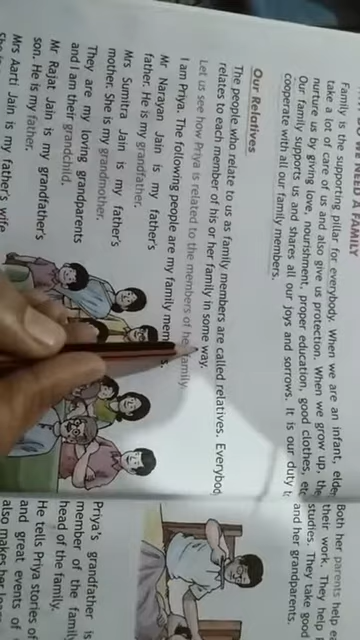 WE NEED A FAMILY
Family is the supporting pillar for everybody. When we are an infant, elder
take a lot of care of us and also give us protection. When we grow up, the
nurture us by giving love, nourishment, proper education, good clothes, etc
Our family supports us and shares all our joys and sorrows. It is our duty t
cooperate with all our family members.
Our Relatives
The people who relate to us as family members are called relatives. Everybod
relates to each member of his or her family in some way.
Let us see how Priya is related to the members of her family.
I am Priya. The following people are my family mem s.
Mr Narayan Jain is my father's
father. He is my grandfather.
Mrs Sumitra Jain is my father's
mother. She is my grandmother.
They are my loving grandparents
and I am their grandchild.
Mr Rajat Jain is my grandfather's
son. He is my father.
Mrs Aarti Jain is my father's wife
Both her parents help ea
their work. They help
studies. They take good
and her grandparents.
Priya's grandfather is
member of the family
head of the family.
He tells Priya stories of
and great events of
also makes her learn